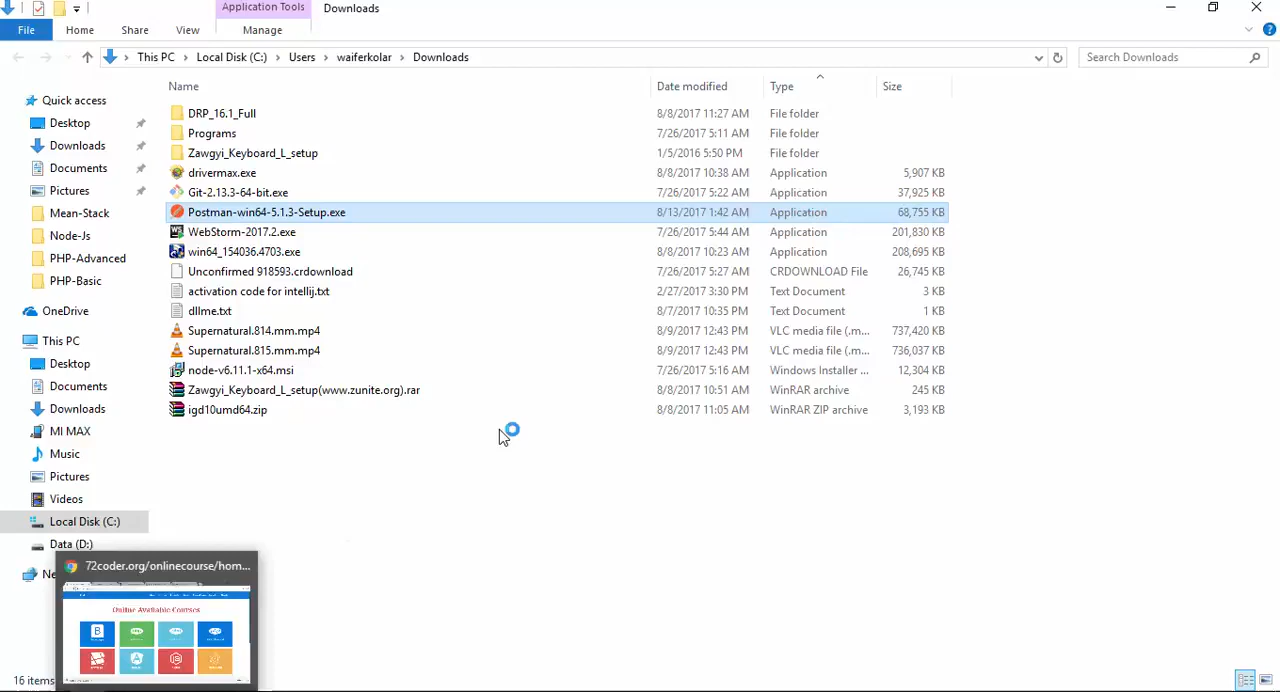 Application Tools
Downloads
File
Home
Share
View
Manage
This PC
Local Disk (C:)
Users
waiferkolar
Downloads
Search Downloads
Name
Date modified
Type
Size
Quick access
Desktop
Downloads
Documents
Pictures
Mean-Stack
Node-Js
PHP-Advanced
PHP-Basic
OneDrive
This PC
Desktop
Documents
Downloads
MI MAX
Music
Pictures
Videos
Local Disk (C:)
Data (D:)
DRP_16.1_Full 8/8/2017 11:27 AM File folder
Programs 7/26/2017 5:11 AM File folder
Zawgyi_Keyboard_L_setup 1/5/2016 5:50 PM File folder
drivermax.exe 8/8/2017 10:38 AM Application 5,907 KB
Git-2.13.3-64-bit.exe 7/26/2017 5:22 AM Application 37,925 KB
Postman-win64-5.1.3-Setup.exe 8/13/2017 1:42 AM Application 68,755 KB
WebStorm-2017.2.exe 7/26/2017 5:44 AM Application 201,830 KB
win64_154036.4703.exe 8/8/2017 10:23 AM Application 208,695 KB
Unconfirmed 918593.crdownload 7/26/2017 5:27 AM CRDOWNLOAD File 26,745 KB
activation code for intellij.txt 2/27/2017 3:30 PM Text Document 3 KB
dllme.txt 8/7/2017 10:35 PM Text Document 1 KB
Supernatural.814.mm.mp4 8/9/2017 12:43 PM VLC media file (.m... 737,420 KB
Supernatural.815.mm.mp4 8/9/2017 12:43 PM VLC media file (.m... 736,037 KB
node-v6.11.1-x64.msi 7/26/2017 5:16 AM Windows Installer ... 12,304 KB
Zawgyi_Keyboard_L_setup(www.zunite.org).rar 8/8/2017 10:51 AM WinRAR archive 245 KB
igd10umd64.zip 8/8/2017 11:05 AM WinRAR ZIP archive 3,193 KB
72coder.org/onlinecourse/hom...
Online Available Courses
16 items